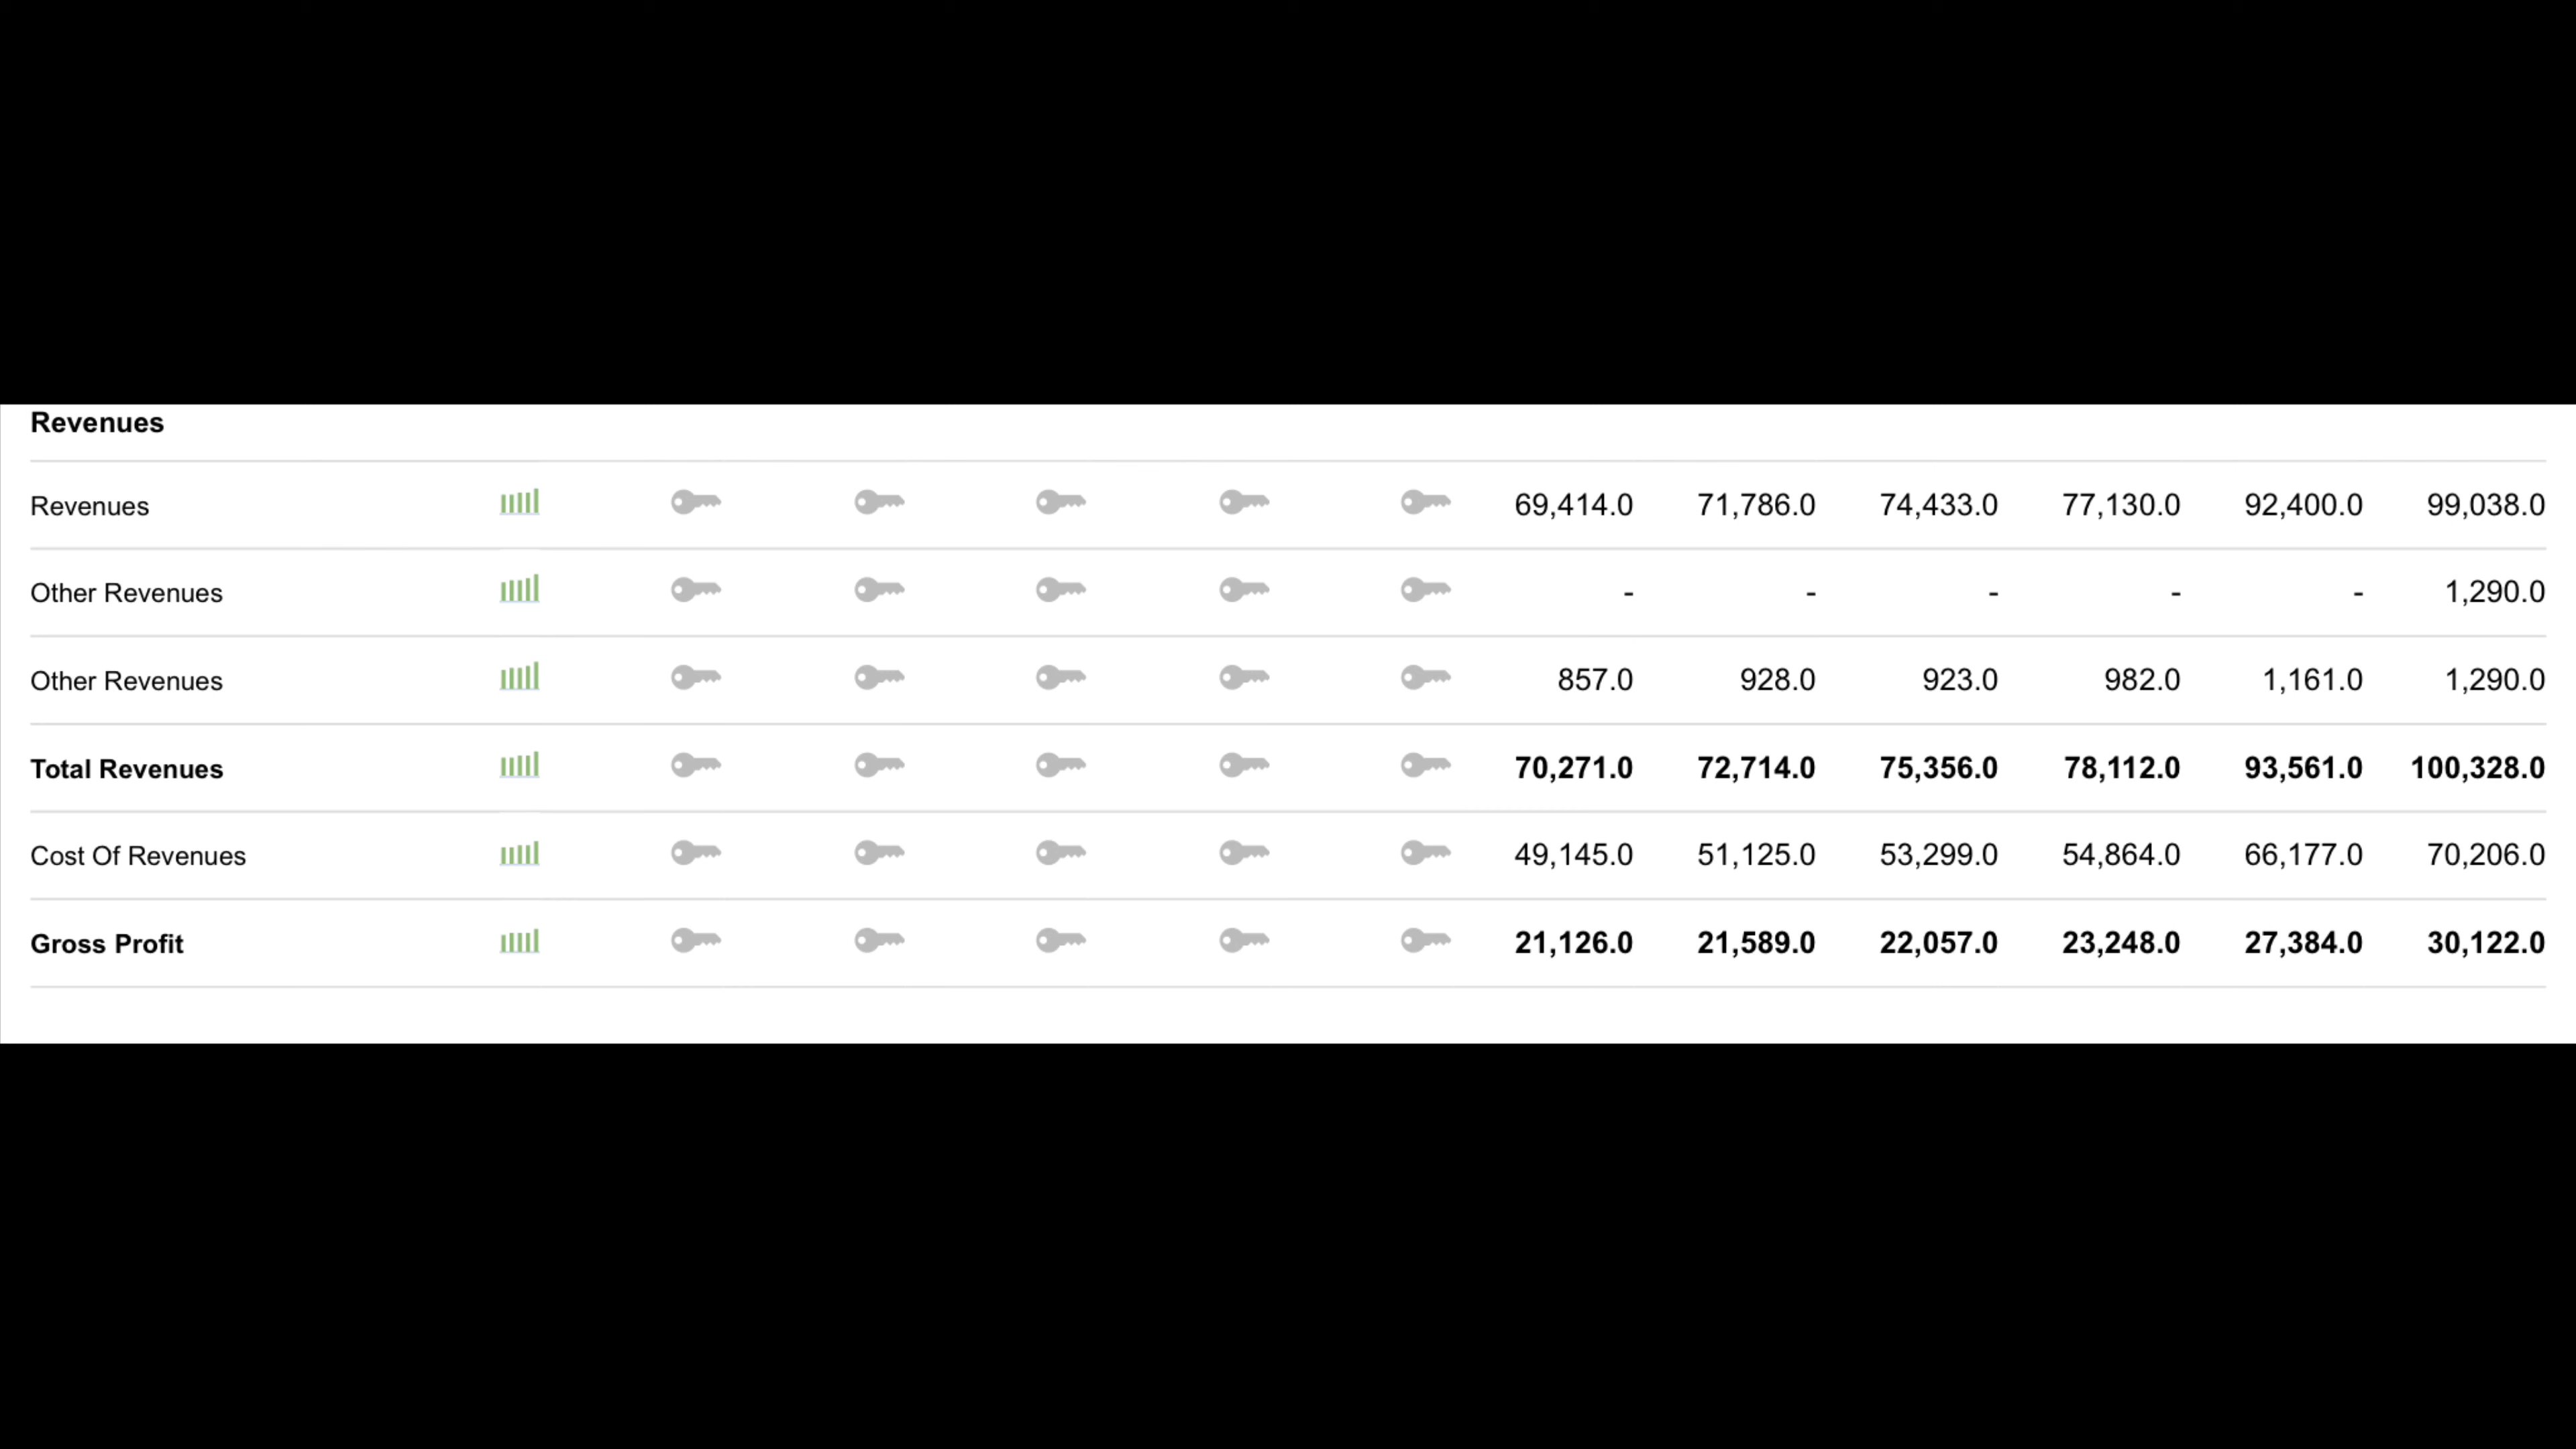 Revenues
Revenues 69,414.0 71,786.0 74,433.0 77,130.0 92,400.0 99,038.0
Other Revenues - - - - - 1,290.0
Other Revenues 857.0 928.0 923.0 982.0 1,161.0 1,290.0
Total Revenues 70,271.0 72,714.0 75,356.0 78,112.0 93,561.0 100,328.0
Cost Of Revenues 49,145.0 51,125.0 53,299.0 54,864.0 66,177.0 70,206.0
Gross Profit 21,126.0 21,589.0 22,057.0 23,248.0 27,384.0 30,122.0